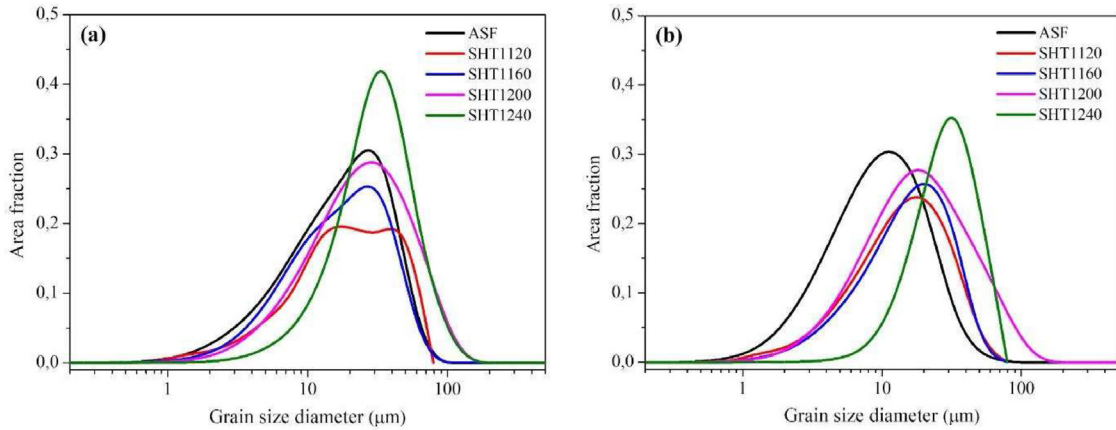 (a)
ASF
SHT1120
SHT1160
SHT1200
SHT1240
Area fraction
0,5
0,4
0,3
0,2
0,1
0,0
1 10 100
Grain size diameter (μm)
(b)
ASF
SHT1120
SHT1160
SHT1200
SHT1240
Area fraction
0,5
0,4
0,3
0,2
0,1
0,0
1 10 100
Grain size diameter (μm)